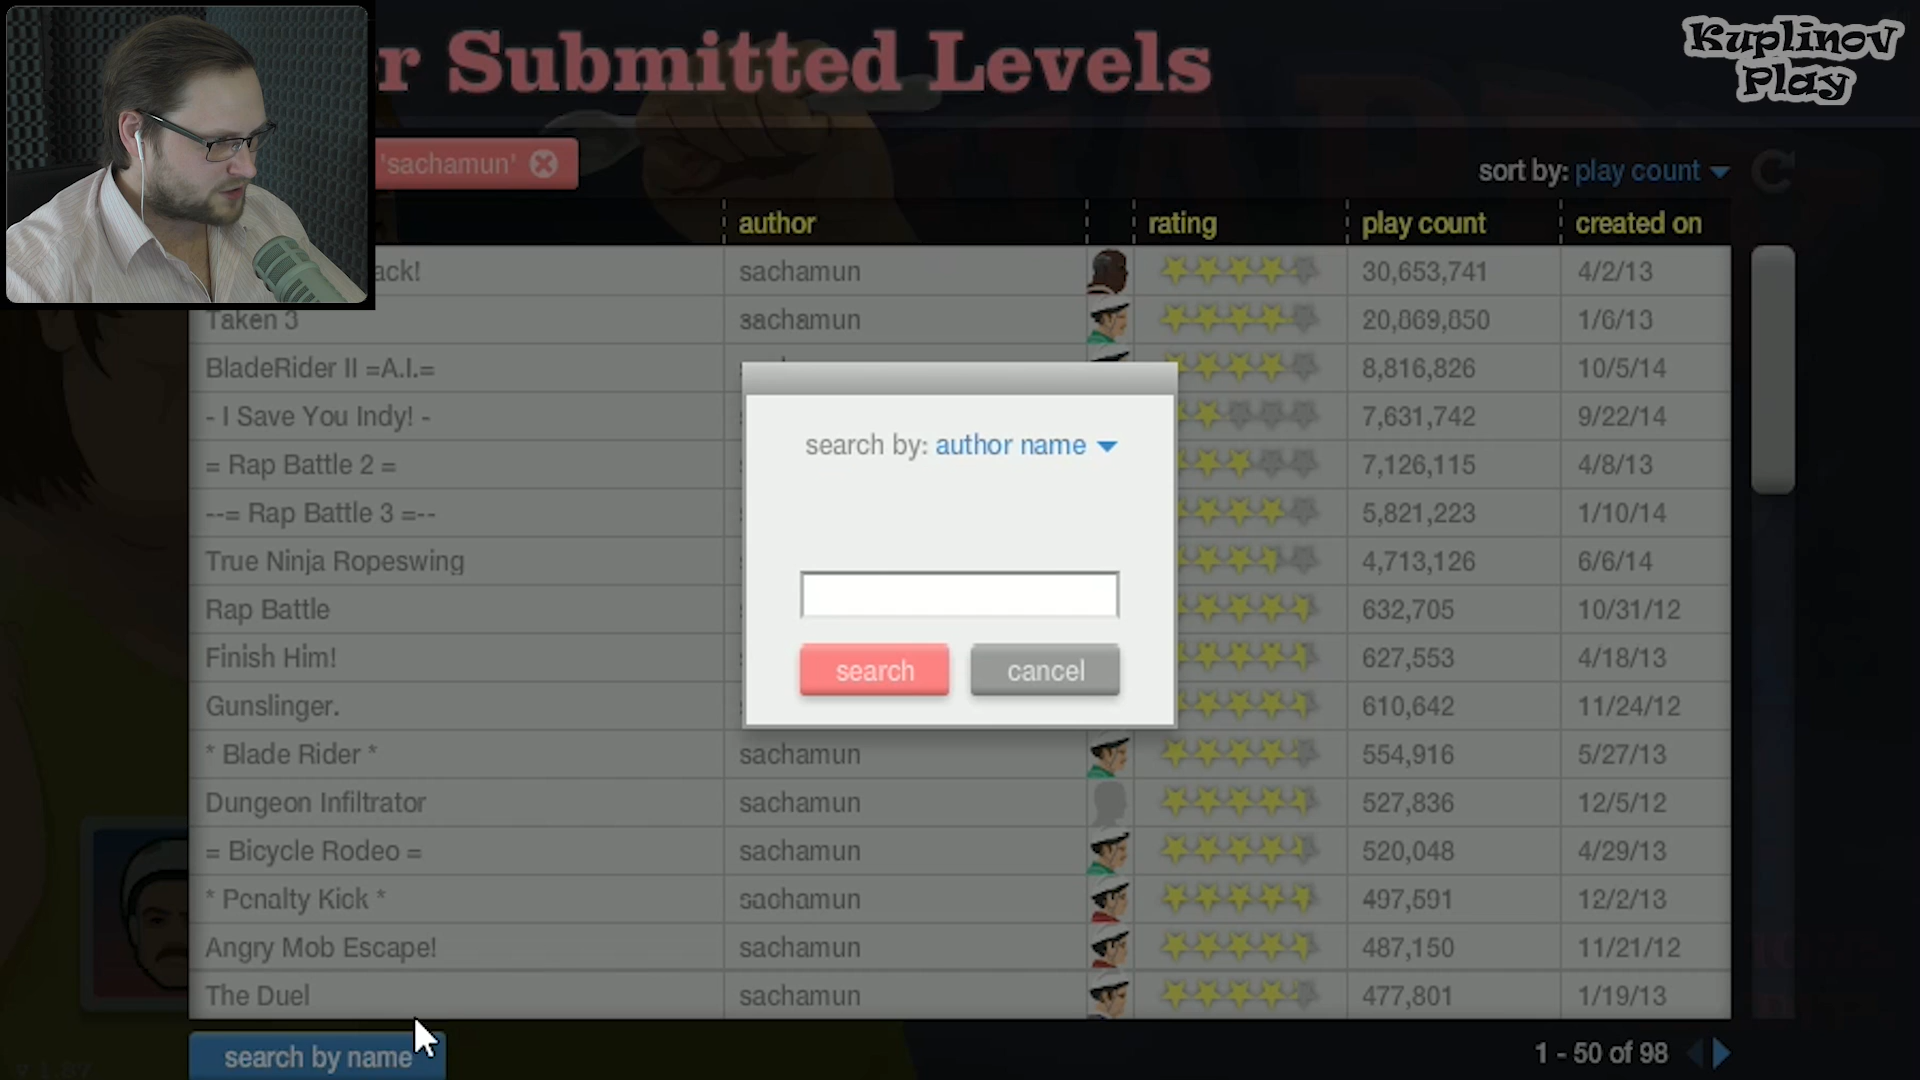 Kuplinov
Play
r Submitted Levels
'sachamun'
sort by: play count
author rating play count created on
ack! sachamun 30,653,741 4/2/13
Taken 3 sachamun 20,869,850 1/6/13
BladeRider II =A.I.= 8,816,826 10/5/14
- I Save You Indy! - 7,631,742 9/22/14
= Rap Battle 2 = 7,126,115 4/8/13
--= Rap Battle 3 =-- 5,821,223 1/10/14
True Ninja Ropeswing 4,713,126 6/6/14
Rap Battle 632,705 10/31/12
Finish Him! 627,553 4/18/13
Gunslinger. 610,642 11/24/12
* Blade Rider * sachamun 554,916 5/27/13
Dungeon Infiltrator sachamun 527,836 12/5/12
= Bicycle Rodeo = sachamun 520,048 4/29/13
* Penalty Kick * sachamun 497,591 12/2/13
Angry Mob Escape! sachamun 487,150 11/21/12
The Duel sachamun 477,801 1/19/13
search by: author name
search cancel
search by name
1 - 50 of 98